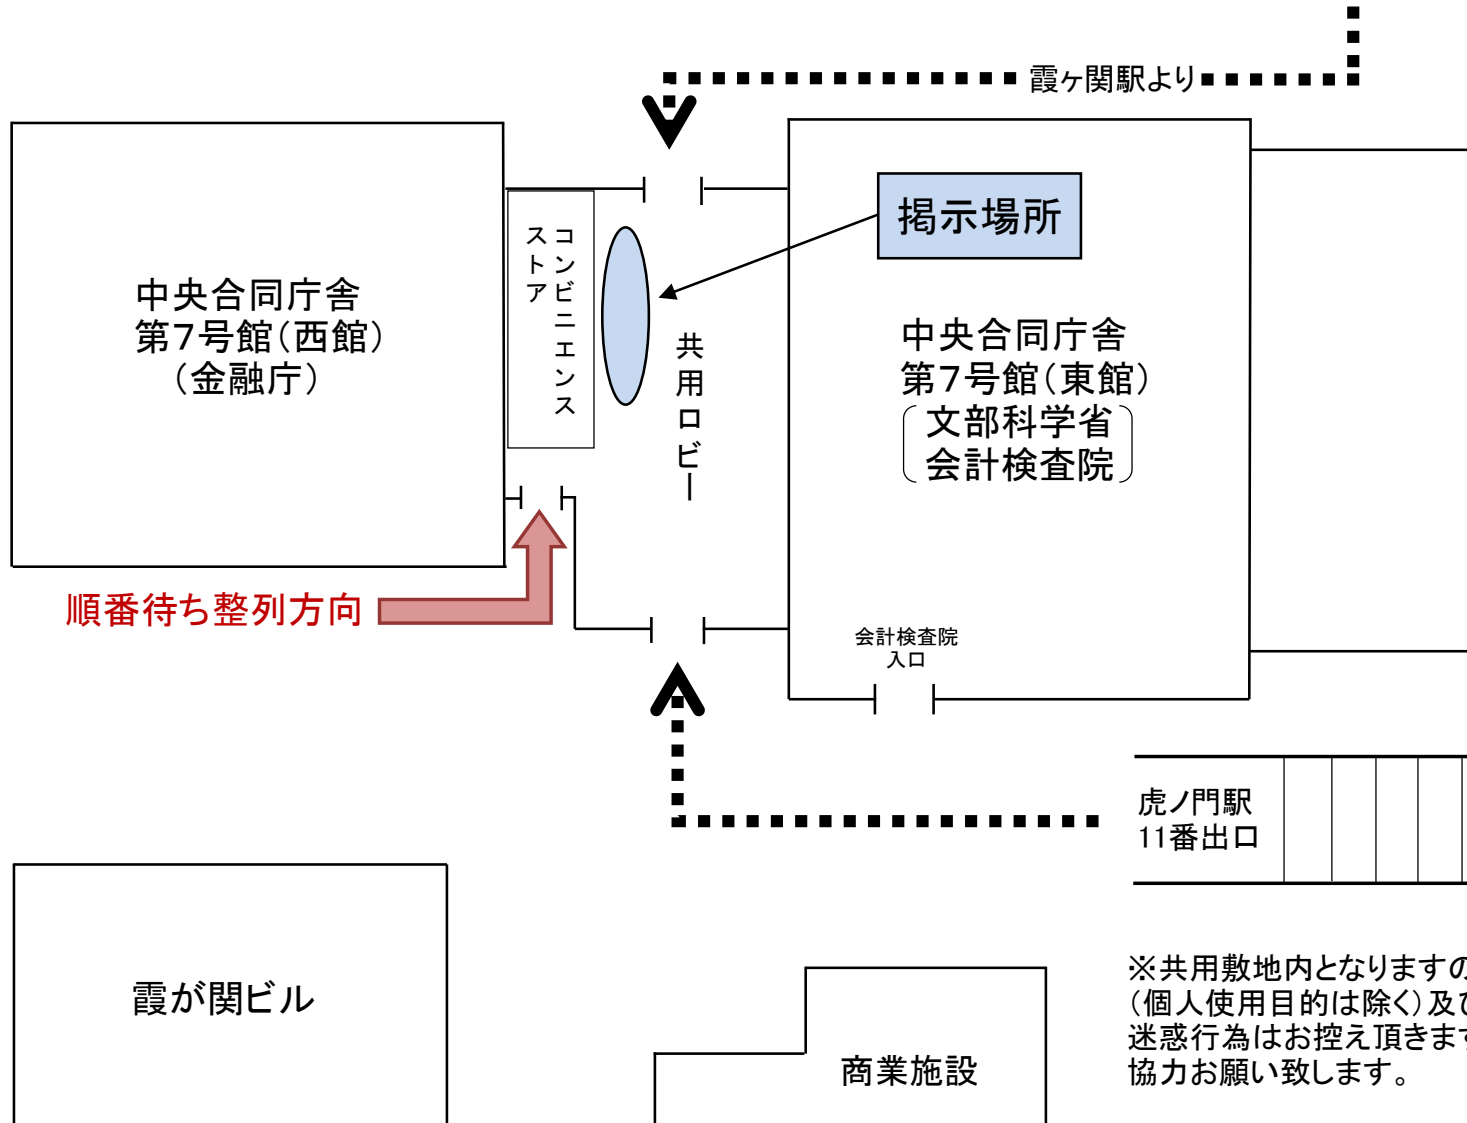 霞ヶ関駅より
掲示場所
コンビニエンス
ストア
中央合同庁舎
第7号館（西館）
（金融庁）
共用ロビー
中央合同庁舎
第7号館（東館）
文部科学省
会計検査院
順番待ち整列方向
会計検査院
入口
虎ノ門駅
11番出口
霞が関ビル
商業施設
※共用敷地内となりますの
（個人使用目的は除く）及び
迷惑行為はお控え頂きます
協力お願い致します。